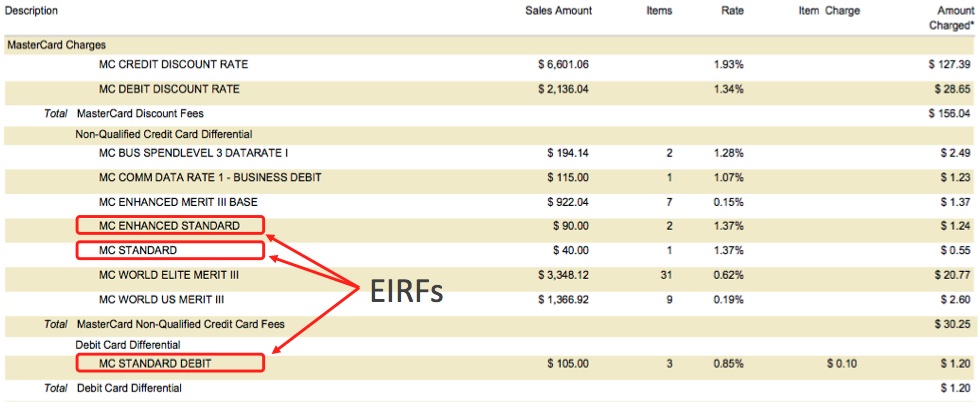 Description Sales Amount Items Rate Item Charge Amount Charged*
MasterCard Charges
MC CREDIT DISCOUNT RATE $ 6,601.06 1.93% $ 127.39
MC DEBIT DISCOUNT RATE $ 2,136.04 1.34% $ 28.65
Total MasterCard Discount Fees $ 156.04
Non-Qualified Credit Card Differential
MC BUS SPENDLEVEL 3 DATARATE I $ 194.14 2 1.28% $ 2.49
MC COMM DATA RATE 1 - BUSINESS DEBIT $ 115.00 1 1.07% $ 1.23
MC ENHANCED MERIT III BASE $ 922.04 7 0.15% $ 1.37
MC ENHANCED STANDARD $ 90.00 2 1.37% $ 1.24
MC STANDARD $ 40.00 1 1.37% $ 0.55
MC WORLD ELITE MERIT III $ 3,348.12 31 0.62% $ 20.77
EIRFs
MC WORLD US MERIT III $ 1,366.92 9 0.19% $ 2.60
Total MasterCard Non-Qualified Credit Card Fees $ 30.25
Debit Card Differential
MC STANDARD DEBIT $ 105.00 3 0.85% $ 0.10 $ 1.20
Total Debit Card Differential $ 1.20